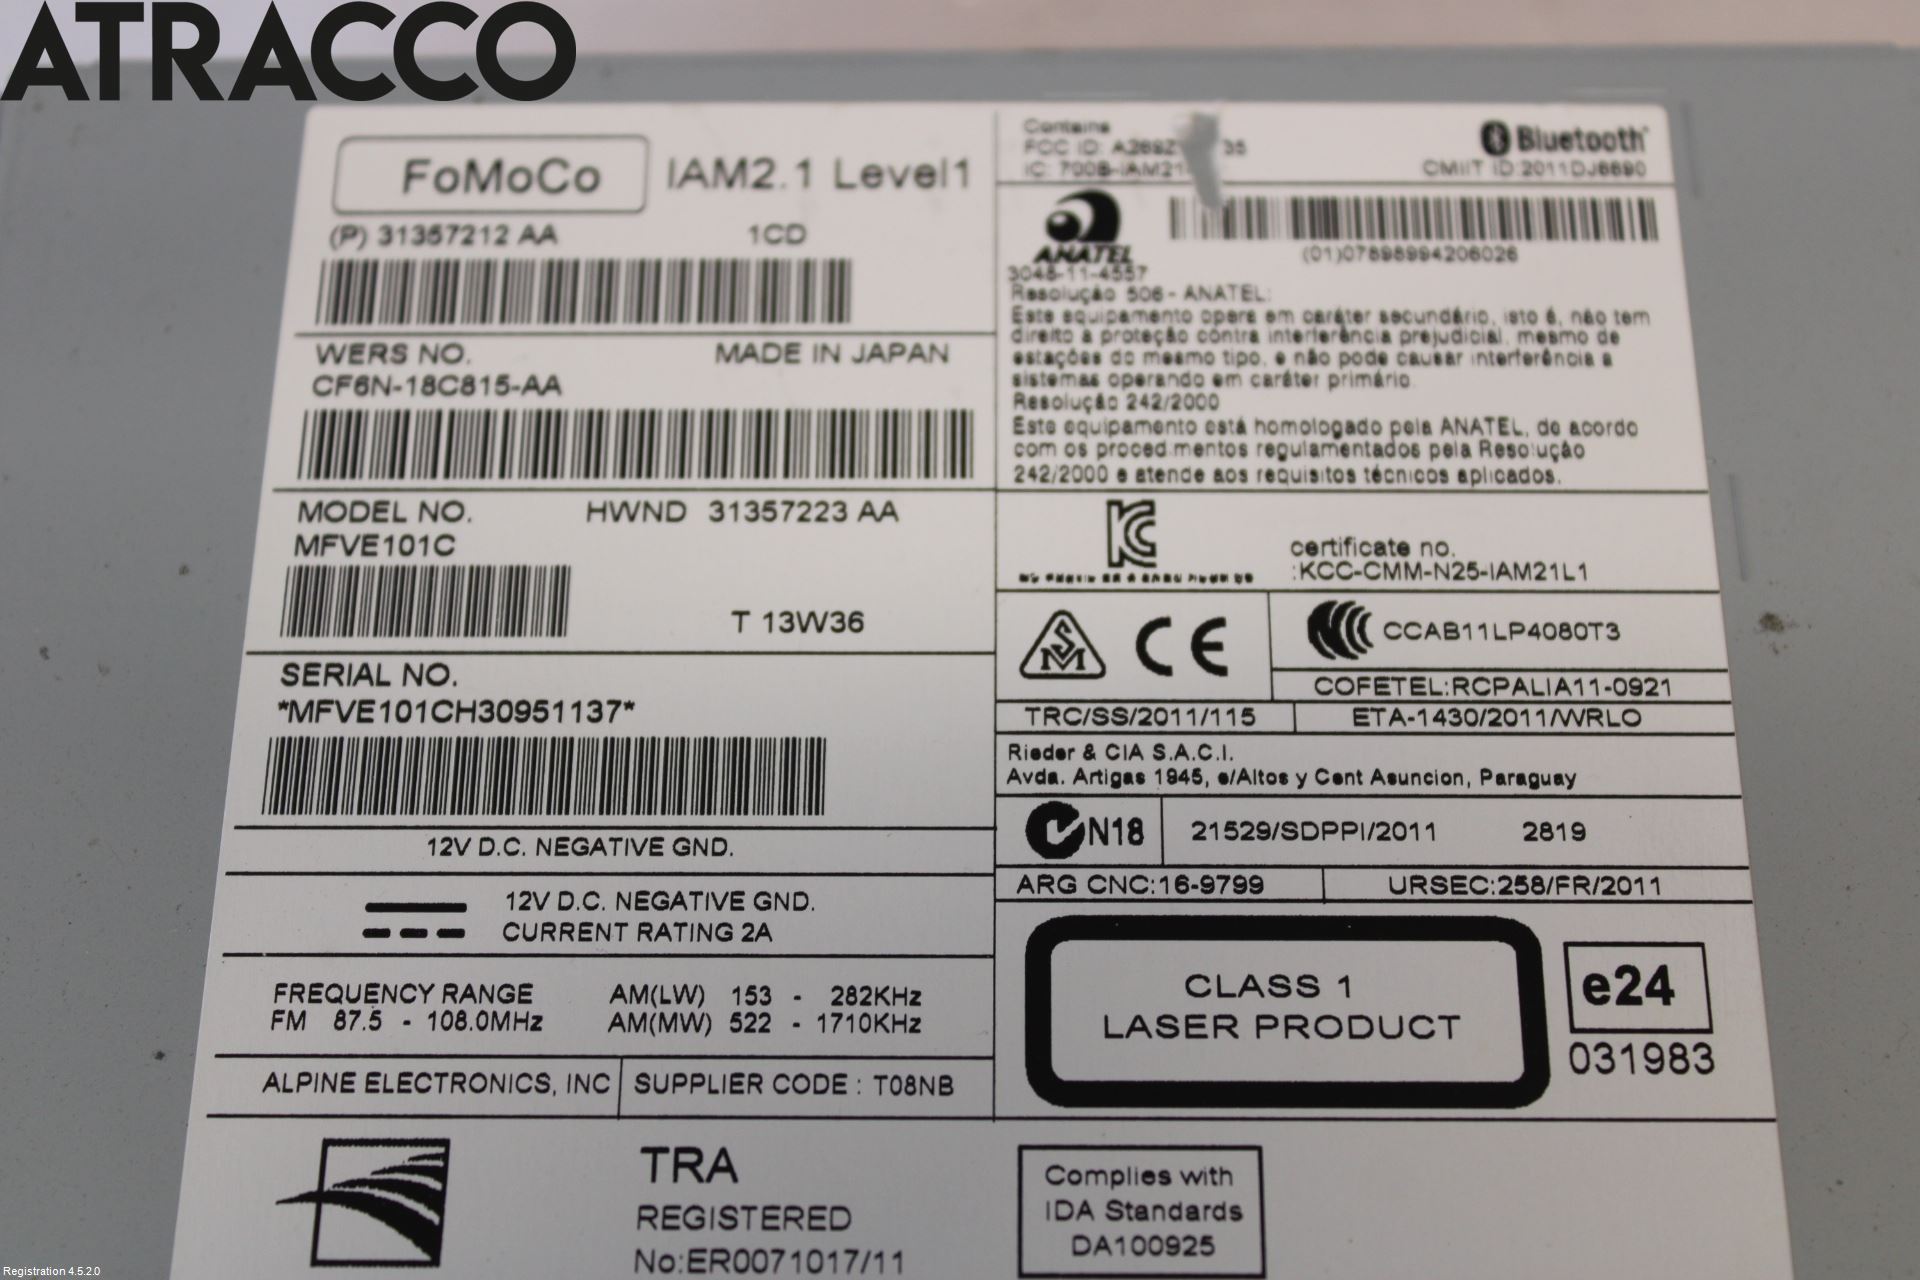 ATRACCO
FoMoCo IAM2.1 Level1
(P) 31357212 AA 1CD
WERS NO. MADE IN JAPAN
CF6N-18C815-AA
MODEL NO. HWND 31357223 AA
MFVE101C
T 13W36
SERIAL NO.
*MFVE101CH30951137*
12V D.C. NEGATIVE GND.
12V D.C. NEGATIVE GND.
CURRENT RATING 2A
FREQUENCY RANGE AM(LW) 153 - 282KHz
FM 87.5 - 108.0MHz AM(MW) 522 - 1710KHz
ALPINE ELECTRONICS, INC SUPPLIER CODE : T08NB
TRA
REGISTERED
No:ER0071017/11
Contains
FCC ID:
IC:
Bluetooth
CMIIT ID:2011DJ6690
ANATEL
(01)07898994206026
3048-11-4557
Resolução 506 - ANATEL:
Este equipamento opera em caráter secundário, isto é, não tem
direito a proteção contra interferência prejudicial, mesmo de
estações do mesmo tipo, e não pode causar interferência a
sistemas operando em caráter primário.
Resolução 242/2000
Este equipamento está homologado pela ANATEL, de acordo
com os procedimentos regulamentados pela Resolução
242/2000 e atende aos requisitos técnicos aplicados.
certificate no.
:KCC-CMM-N25-IAM21L1
CE
CCAB11LP4080T3
COFETEL:RCPALIA11-0921
TRC/SS/2011/115 ETA-1430/2011/WRLO
Rieder & CIA S.A.C.I.
Avda. Artigas 1945, e/Altos y Cent Asuncion, Paraguay
N18 21529/SDPPI/2011 2819
ARG CNC:16-9799 URSEC:258/FR/2011
CLASS 1
LASER PRODUCT
e24
031983
Complies with
IDA Standards
DA100925
Registration 4.5.2.0